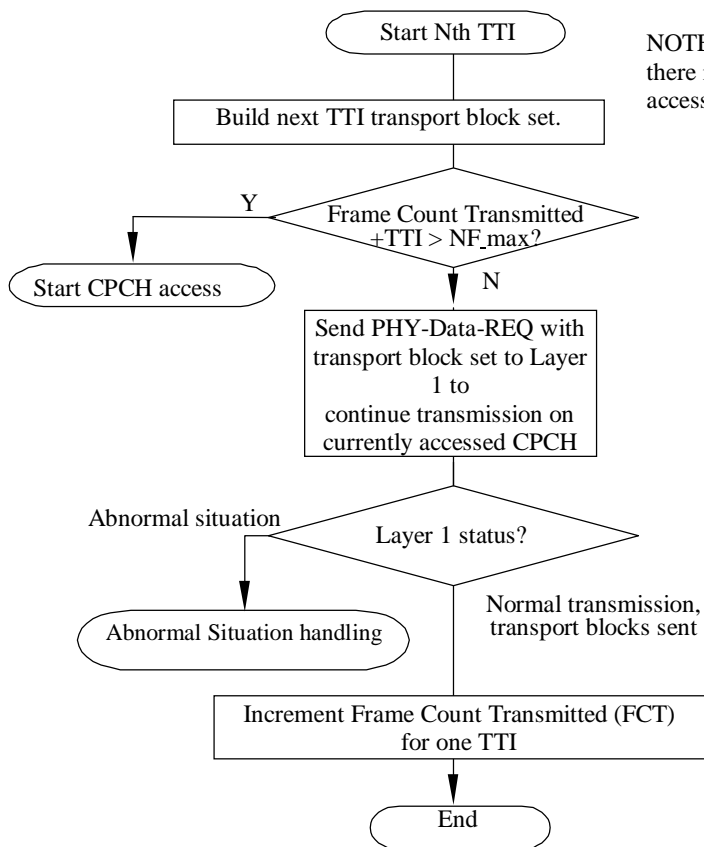 Start Nth TTI
NOTE
there
access
Build next TTI transport block set.
Y
Frame Count Transmitted
+TTI > NF_max?
Start CPCH access
N
Send PHY-Data-REQ with
transport block set to Layer
1 to
continue transmission on
currently accessed CPCH
Abnormal situation
Layer 1 status?
Normal transmission,
transport blocks sent
Abnormal Situation handling
Increment Frame Count Transmitted (FCT)
for one TTI
End